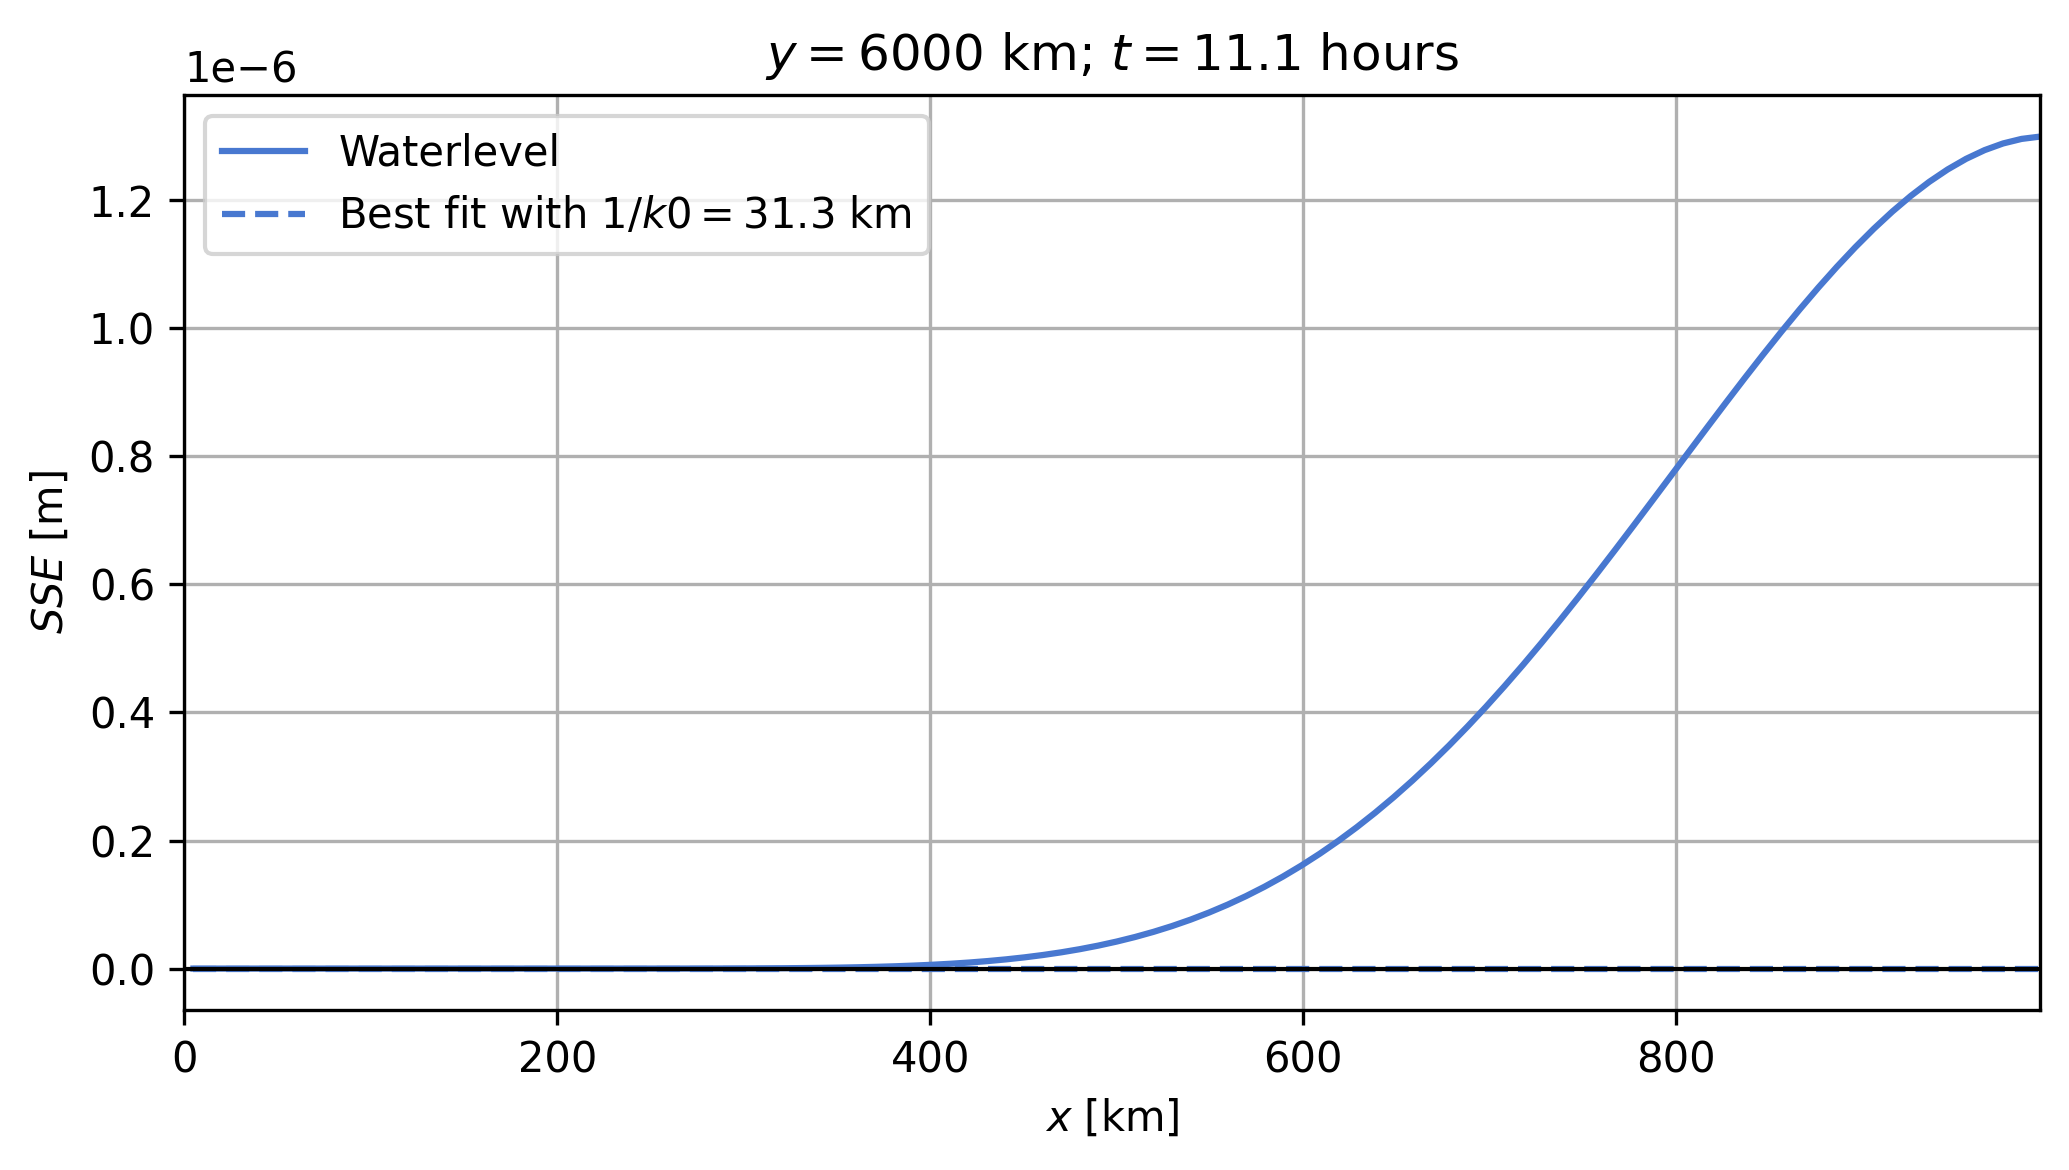 y = 6000 km; t = 11.1 hours
1e−6
Waterlevel
Best fit with 1/k0 = 31.3 km
1.2
1.0
0.8
0.6
0.4
0.2
0.0
SSE [m]
0 200 400 600 800
x [km]